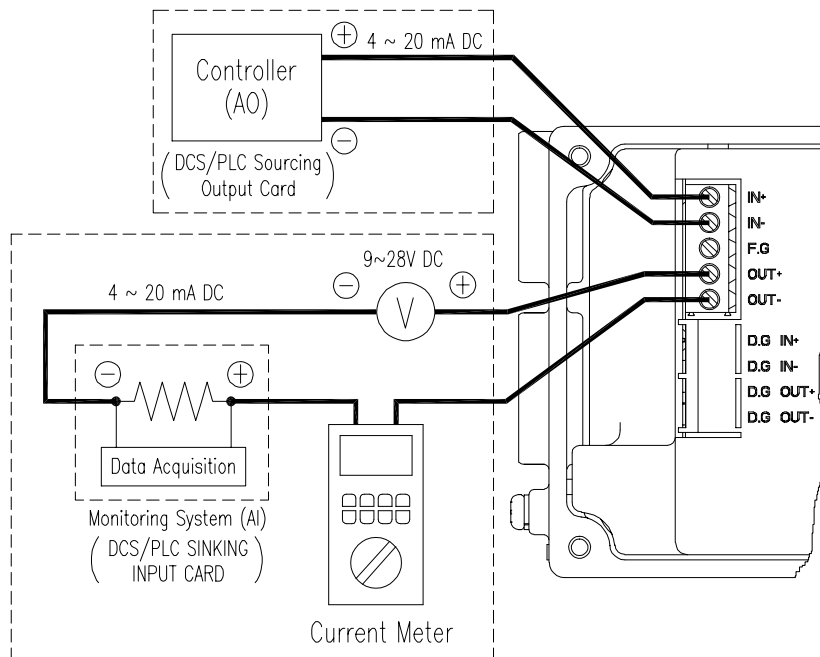 4 ~ 20 mA DC
Controller
(AO)
(DCS/PLC Sourcing
Output Card)
IN+
IN-
F.G
OUT+
OUT-
D.G IN+
D.G IN-
D.G OUT+
D.G OUT-
9~28V DC
4 ~ 20 mA DC
V
Data Acquisition
Monitoring System (AI)
(DCS/PLC SINKING
INPUT CARD)
Current Meter